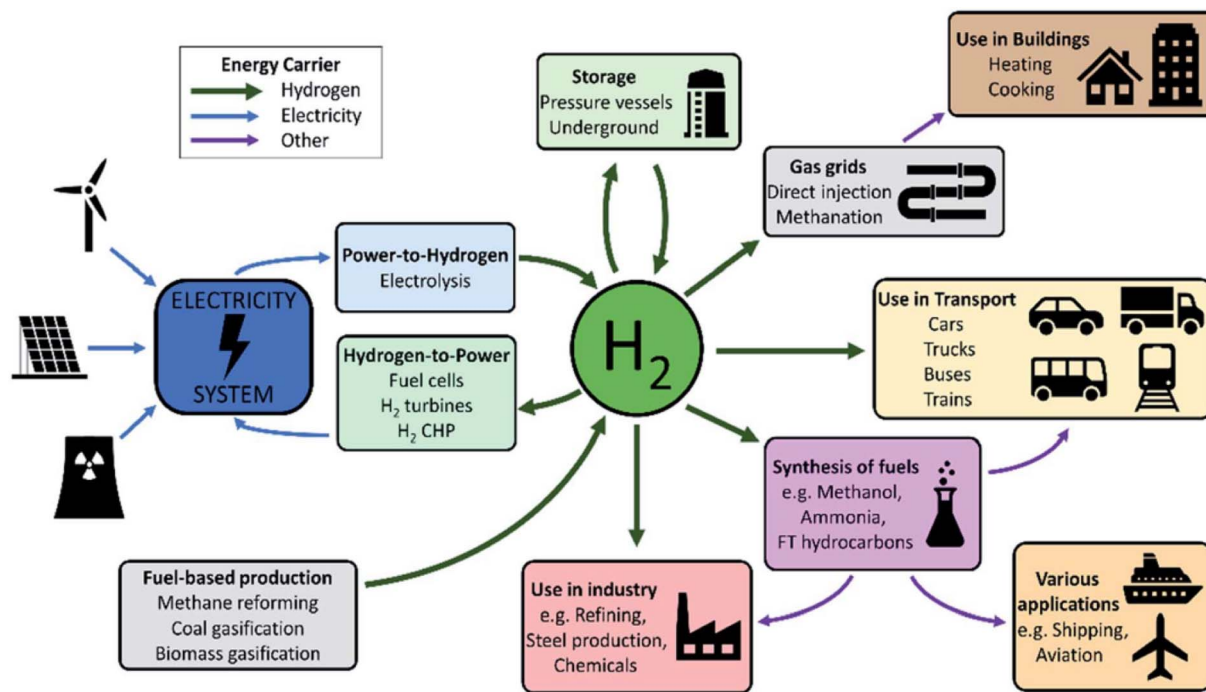 Energy Carrier
Hydrogen
Electricity
Other
Storage
Pressure vessels
Underground
Use in Buildings
Heating
Cooking
Gas grids
Direct injection
Methanation
Power-to-Hydrogen
Electrolysis
ELECTRICITY
SYSTEM
Hydrogen-to-Power
Fuel cells
H₂ turbines
H₂ CHP
H₂
Use in Transport
Cars
Trucks
Buses
Trains
Synthesis of fuels
e.g. Methanol,
Ammonia,
FT hydrocarbons
Fuel-based production
Methane reforming
Coal gasification
Biomass gasification
Use in industry
e.g. Refining,
Steel production,
Chemicals
Various
applications
e.g. Shipping,
Aviation